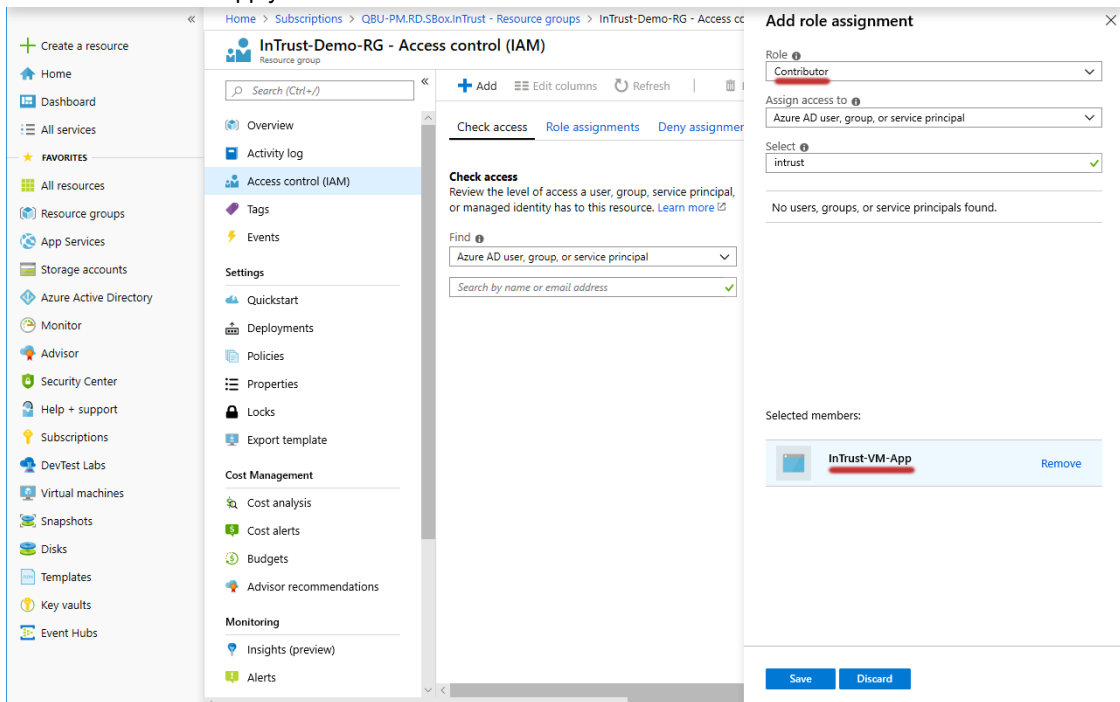 «
Create a resource
Home
Dashboard
All services
FAVORITES
All resources
Resource groups
App Services
Storage accounts
Azure Active Directory
Monitor
Advisor
Security Center
Help + support
Subscriptions
DevTest Labs
Virtual machines
Snapshots
Disks
Templates
Key vaults
Event Hubs
Home > Subscriptions > QBU-PM.RD.SBox.InTrust - Resource groups > InTrust-Demo-RG - Access co
InTrust-Demo-RG - Access control (IAM)
Resource group
Search (Ctrl+/)
«
Overview
Activity log
Access control (IAM)
Tags
Events
Settings
Quickstart
Deployments
Policies
Properties
Locks
Export template
Cost Management
Cost analysis
Cost alerts
Budgets
Advisor recommendations
Monitoring
Insights (preview)
Alerts
Add Edit columns Refresh
Check access Role assignments Deny assignmen
Check access
Review the level of access a user, group, service principal,
or managed identity has to this resource. Learn more
Find
Azure AD user, group, or service principal
Search by name or email address
Add role assignment
Role
Contributor
Assign access to
Azure AD user, group, or service principal
Select
intrust
No users, groups, or service principals found.
Selected members:
InTrust-VM-App
Remove
Save Discard